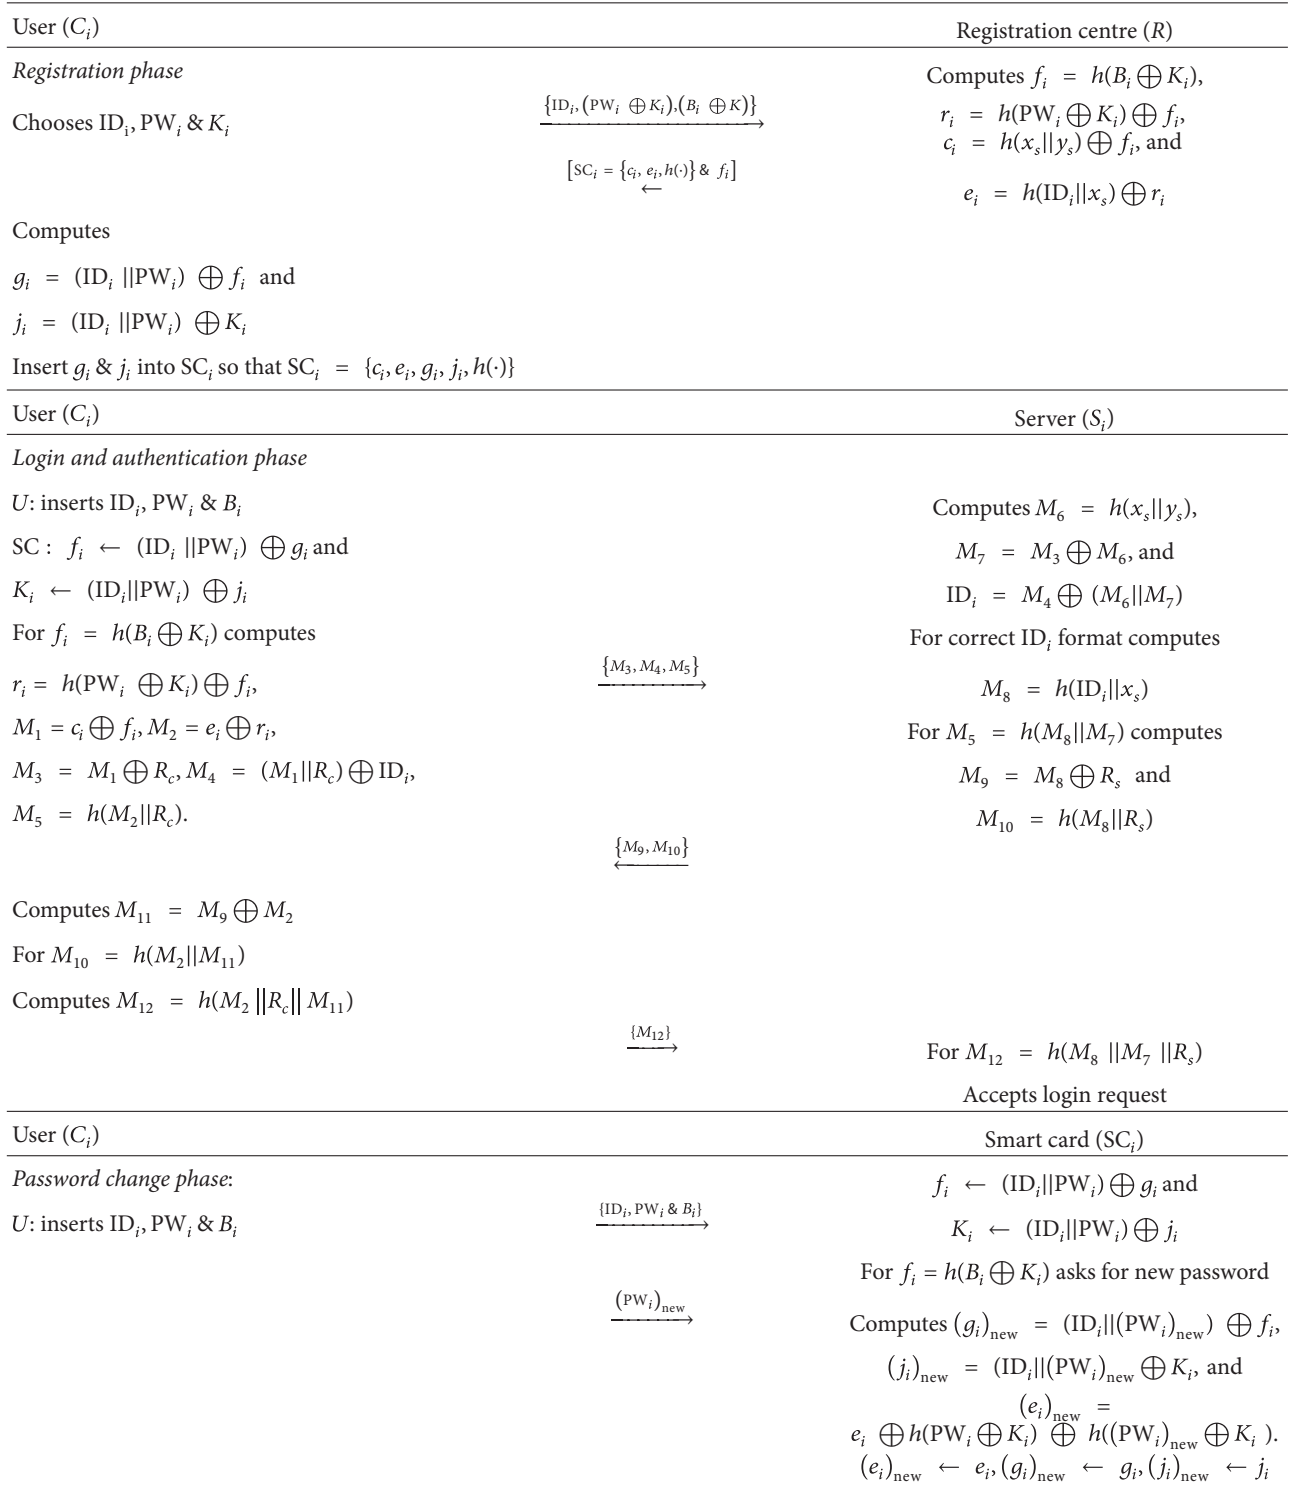 User (C_i)
Registration centre (R)
Registration phase
Computes f_i = h(B_i ⊕ K_i),
Chooses ID_i, PW_i & K_i
{ID_i, (PW_i ⊕ K_i), (B_i ⊕ K)}
r_i = h(PW_i ⊕ K_i) ⊕ f_i,
c_i = h(x_s||y_s) ⊕ f_i, and
[SC_i = {c_i, e_i, h(·)} & f_i]
←
e_i = h(ID_i||x_s) ⊕ r_i
Computes
g_i = (ID_i ||PW_i) ⊕ f_i and
j_i = (ID_i ||PW_i) ⊕ K_i
Insert g_i & j_i into SC_i so that SC_i = {c_i, e_i, g_i, j_i, h(·)}
User (C_i)
Server (S_i)
Login and authentication phase
U: inserts ID_i, PW_i & B_i
Computes M_6 = h(x_s||y_s),
SC : f_i ← (ID_i ||PW_i) ⊕ g_i and
M_7 = M_3 ⊕ M_6, and
K_i ← (ID_i||PW_i) ⊕ j_i
ID_i = M_4 ⊕ (M_6||M_7)
For f_i = h(B_i ⊕ K_i) computes
For correct ID_i format computes
{M_3, M_4, M_5}
r_i = h(PW_i ⊕ K_i) ⊕ f_i,
M_8 = h(ID_i||x_s)
M_1 = c_i ⊕ f_i, M_2 = e_i ⊕ r_i,
For M_5 = h(M_8||M_7) computes
M_3 = M_1 ⊕ R_c, M_4 = (M_1||R_c) ⊕ ID_i,
M_9 = M_8 ⊕ R_s and
M_5 = h(M_2||R_c).
M_10 = h(M_8||R_s)
{M_9, M_10}
Computes M_11 = M_9 ⊕ M_2
For M_10 = h(M_2||M_11)
Computes M_12 = h(M_2 ||R_c|| M_11)
{M_12}
For M_12 = h(M_8 ||M_7 ||R_s)
Accepts login request
User (C_i)
Smart card (SC_i)
Password change phase:
f_i ← (ID_i||PW_i) ⊕ g_i and
U: inserts ID_i, PW_i & B_i
{ID_i, PW_i & B_i}
K_i ← (ID_i||PW_i) ⊕ j_i
For f_i = h(B_i ⊕ K_i) asks for new password
(PW_i)_new
Computes (g_i)_new = (ID_i||(PW_i)_new) ⊕ f_i,
(j_i)_new = (ID_i||(PW_i)_new ⊕ K_i, and
(e_i)_new =
e_i ⊕ h(PW_i ⊕ K_i) ⊕ h((PW_i)_new ⊕ K_i ).
(e_i)_new ← e_i, (g_i)_new ← g_i, (j_i)_new ← j_i